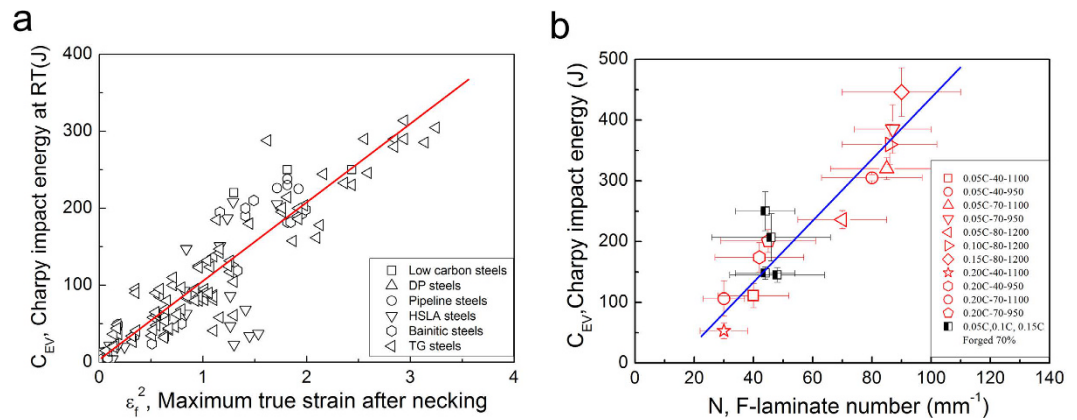 a
400
300
200
100
0
0
1
2
3
4
C_EV, Charpy impact energy at RT(J)
ε_f^2, Maximum true strain after necking
Low carbon steels
DP steels
Pipeline steels
HSLA steels
Bainitic steels
TG steels
b
500
400
300
200
100
0
0
20
40
60
80
100
120
140
C_EV,Charpy impact energy (J)
N, F-laminate number (mm^-1)
0.05C-40-1100
0.05C-40-950
0.05C-70-1100
0.05C-70-950
0.05C-80-1200
0.10C-80-1200
0.15C-80-1200
0.20C-40-1100
0.20C-40-950
0.20C-70-1100
0.20C-70-950
0.05C,0.1C, 0.15C
Forged 70%